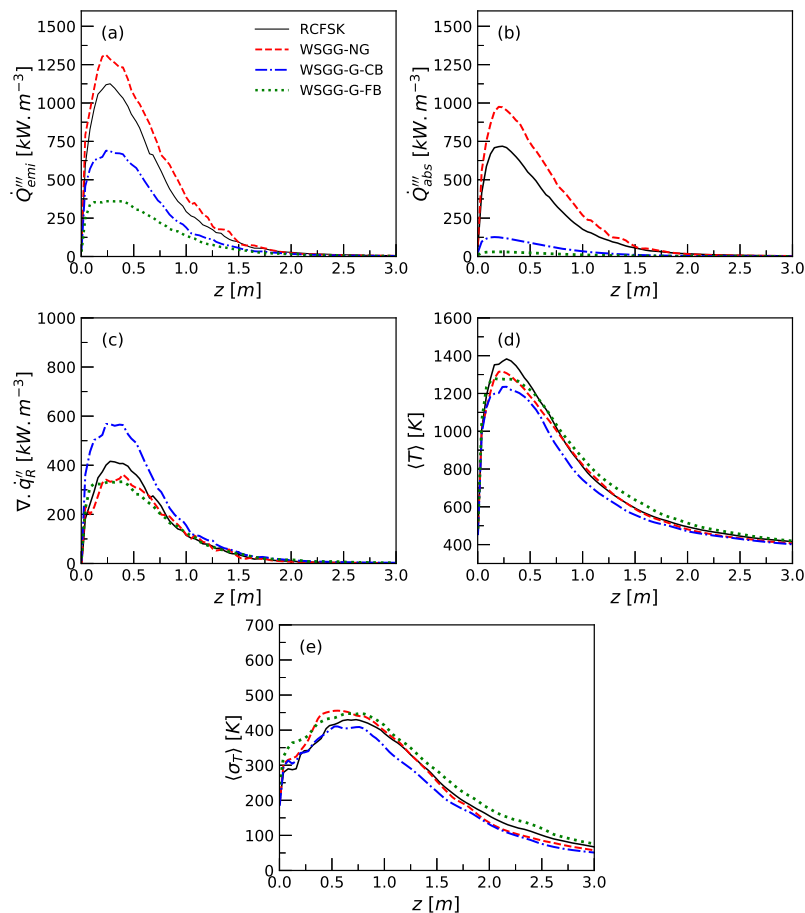 (a)
RCFSK
WSGG-NG
WSGG-G-CB
WSGG-G-FB
Q̇'''emi [kW.m−3]
1500
1250
1000
750
500
250
0
0.0 0.5 1.0 1.5 2.0 2.5 3.0
z [m]
(b)
Q̇'''abs [kW.m−3]
1500
1250
1000
750
500
250
0
0.0 0.5 1.0 1.5 2.0 2.5 3.0
z [m]
(c)
∇.q̇''R [kW.m−3]
1000
800
600
400
200
0
0.0 0.5 1.0 1.5 2.0 2.5 3.0
z [m]
(d)
⟨T̅⟩ [K]
1600
1400
1200
1000
800
600
400
0.0 0.5 1.0 1.5 2.0 2.5 3.0
z [m]
(e)
⟨σT⟩ [K]
700
600
500
400
300
200
100
0
0.0 0.5 1.0 1.5 2.0 2.5 3.0
z [m]